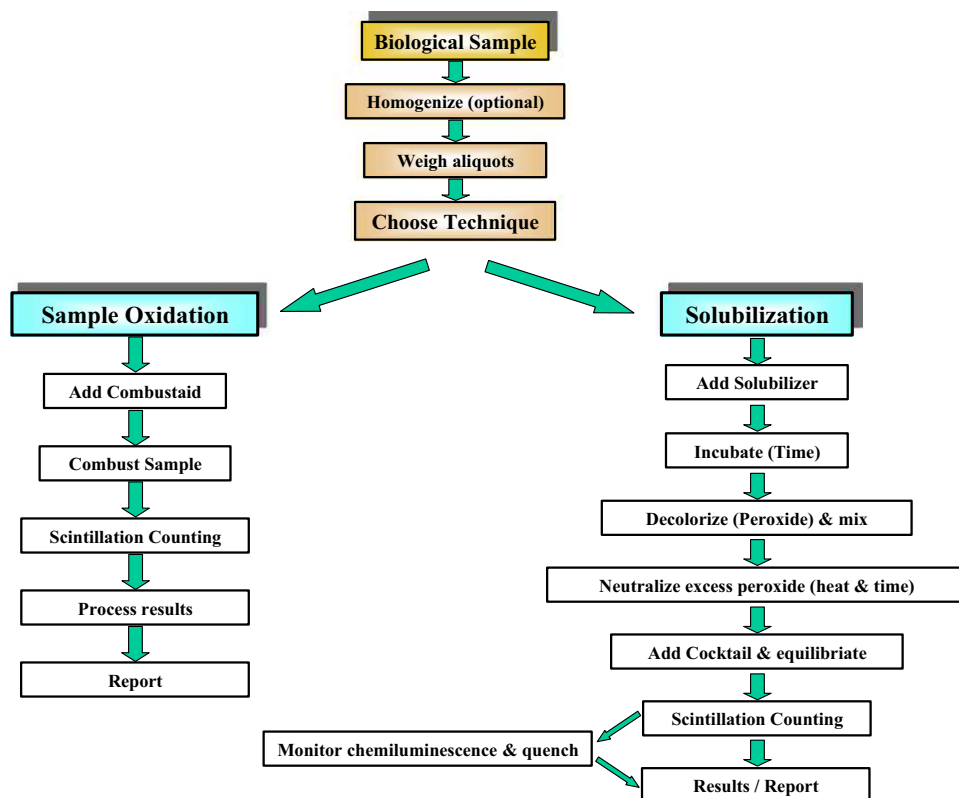 Biological Sample
Homogenize (optional)
Weigh aliquots
Choose Technique
Sample Oxidation
Add Combustaid
Combust Sample
Scintillation Counting
Process results
Report
Solubilization
Add Solubilizer
Incubate (Time)
Decolorize (Peroxide) & mix
Neutralize excess peroxide (heat & time)
Add Cocktail & equilibriate
Scintillation Counting
Monitor chemiluminescence & quench
Results / Report